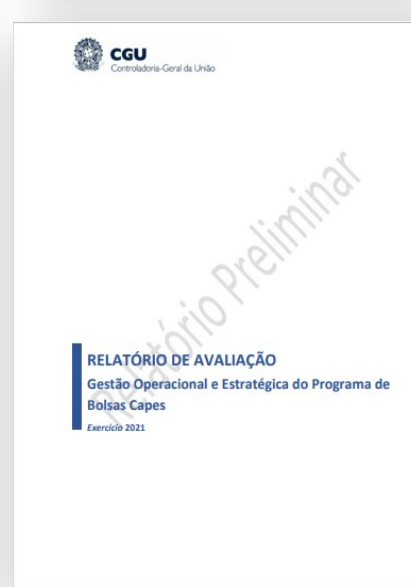 CGU
Controladoria-Geral da União
Relatório Preliminar
RELATÓRIO DE AVALIAÇÃO
Gestão Operacional e Estratégica do Programa de
Bolsas Capes
Exercício 2021